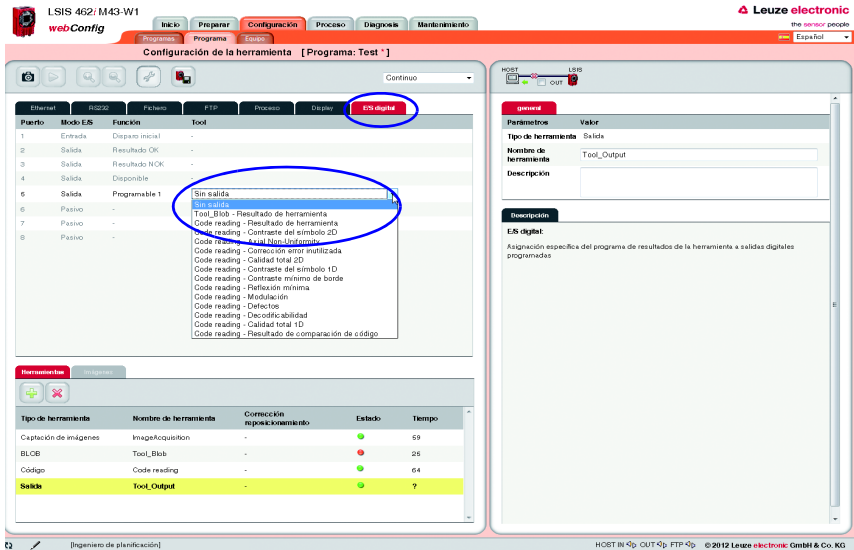 LSIS 462i M43-W1
webConfig
Inicio Preparar Configuración Proceso Diagnosis Mantenimiento
Programas Programa Equipo
Leuze electronic
the sensor people
Español
Configuración de la herramienta [Programa: Test * ]
Continuo
HOST LSIS
OUT
Ethernet RS232 Fichero FTP Proceso Display E/S digital
Puerto Modo E/S Función Tool
1 Entrada Disparo inicial -
2 Salida Resultado OK -
3 Salida Resultado NOK -
4 Salida Disponible -
5 Salida Programable 1 Sin salida
6 Pasivo -
7 Pasivo -
8 Pasivo -
Sin salida
Tool_Blob - Resultado de herramienta
Code reading - Resultado de herramienta
Code reading - Contraste del símbolo 2D
Code reading - Axial Non-Uniformity
Code reading - Corrección error inutilizada
Code reading - Calidad total 2D
Code reading - Contraste del símbolo 1D
Code reading - Contraste mínimo de borde
Code reading - Reflexión mínima
Code reading - Modulación
Code reading - Defectos
Code reading - Decodificabilidad
Code reading - Calidad total 1D
Code reading - Resultado de comparación de código
general
Parámetros Valor
Tipo de herramienta Salida
Nombre de herramienta Tool_Output
Descripción
Descripción
E/S digital:
Asignación específica del programa de resultados de la herramienta a salidas digitales
programadas
Herramientas Imágenes
Tipo de herramienta Nombre de herramienta Corrección reposicionamiento Estado Tiempo
Captación de imágenes ImageAcquisition - 59
BLOB Tool_Blob - 25
Código Code reading - 64
Salida Tool_Output - ?
[Ingeniero de planificación]
HOST IN OUT FTP © 2012 Leuze electronic GmbH & Co. KG